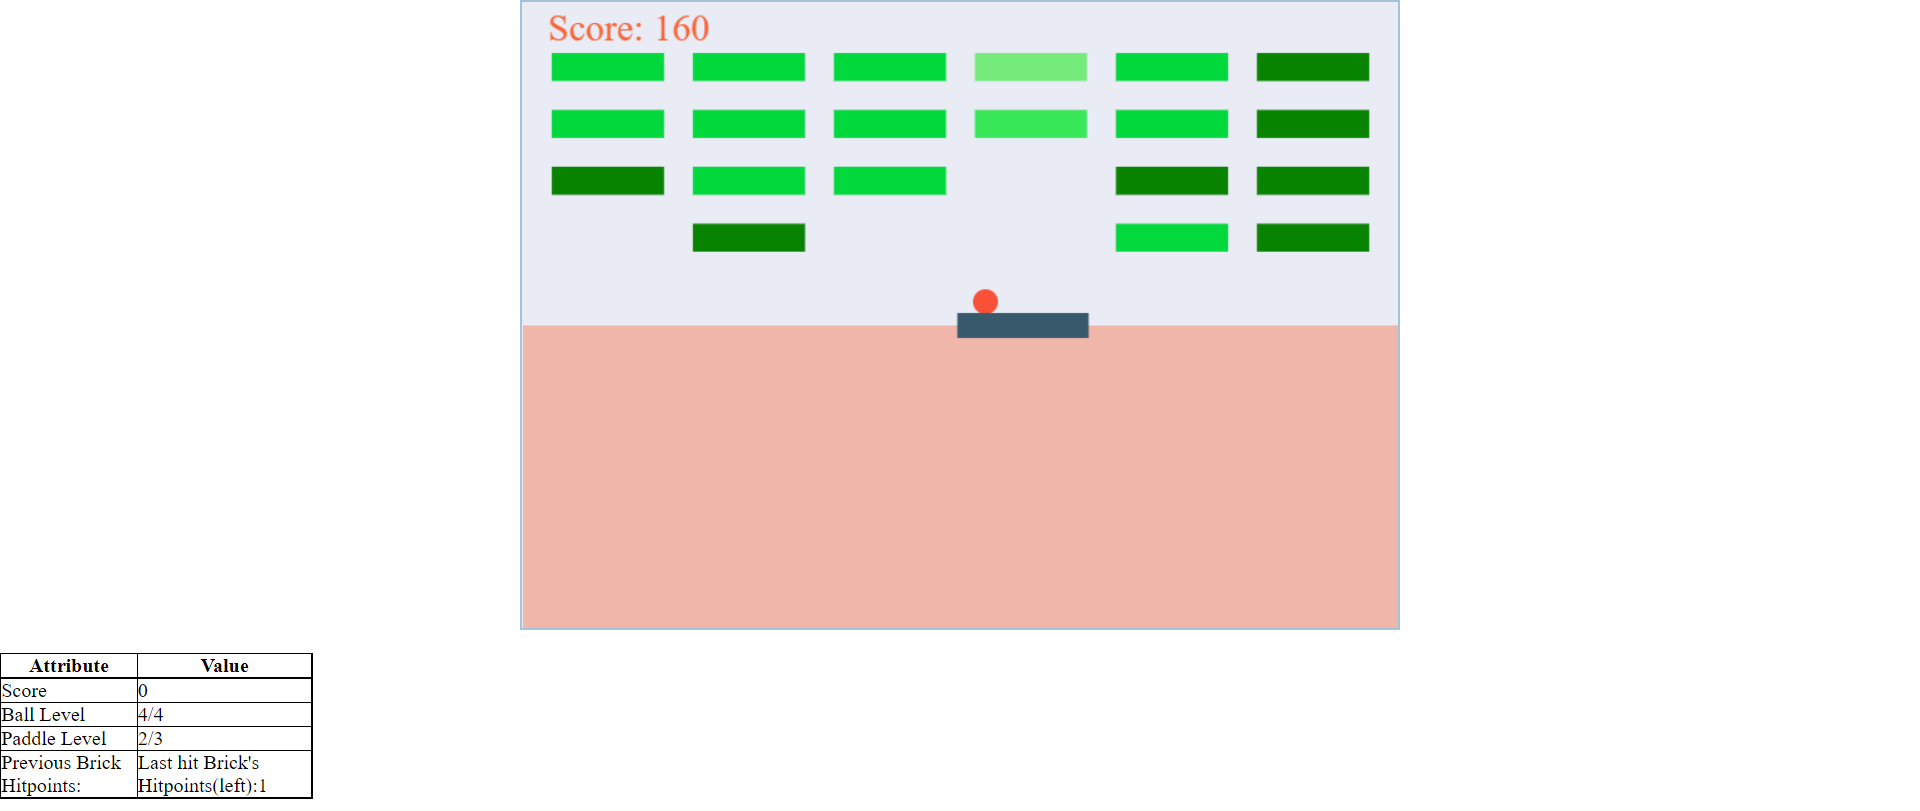 Score: 160
Attribute Value
Score 0
Ball Level 4/4
Paddle Level 2/3
Previous Brick Last hit Brick's
Hitpoints: Hitpoints(left):1